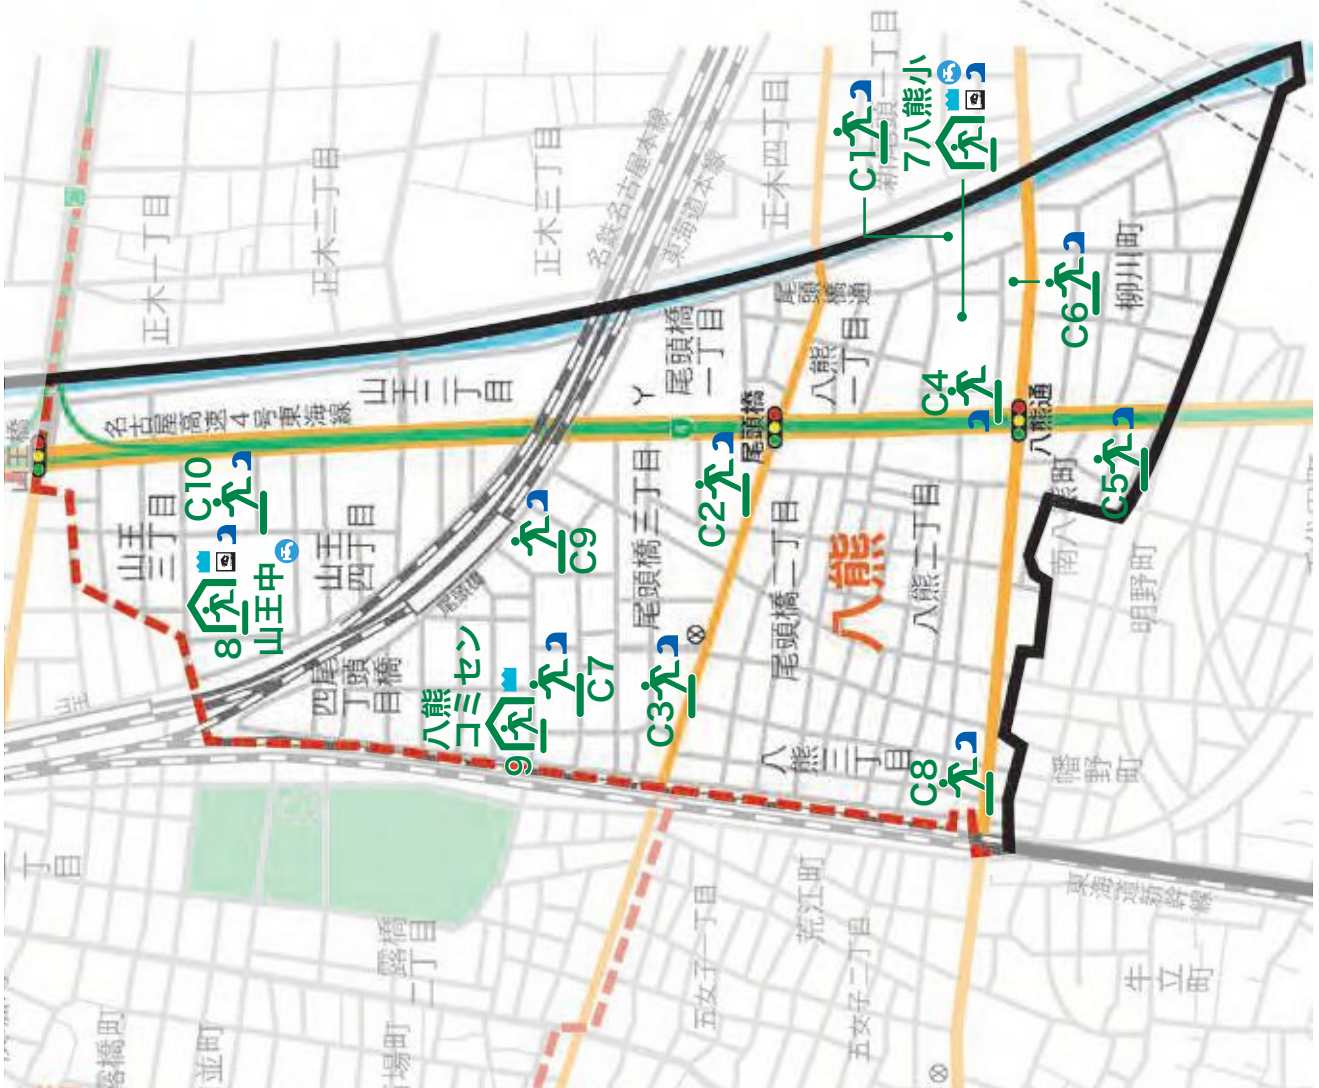 正木一丁目
正木二丁目
正木三丁目
正木四丁目
名鉄名古屋本線
東海道本線
C1
7 八熊小
尾頭橋通
尾頭橋
一丁目
八熊
一丁目
柳川町
C6
C4
八熊通
C5
山王二丁目
名古屋高速4号東海線
4
尾頭橋
C2
C10
山王
三丁目
8
山王中
山王
四丁目
C9
尾頭橋三丁目
尾頭橋二丁目
八熊
八熊二丁目
南八熊町
明野町
尾頭橋
山王
尾頭橋
四丁目
八熊
コミセン
9
C7
C3
八熊三丁目
C8
幡野町
丁目
露橋
二丁目
五女子一丁目
荒江町
五女子二丁目
東海道新幹線
牛立町